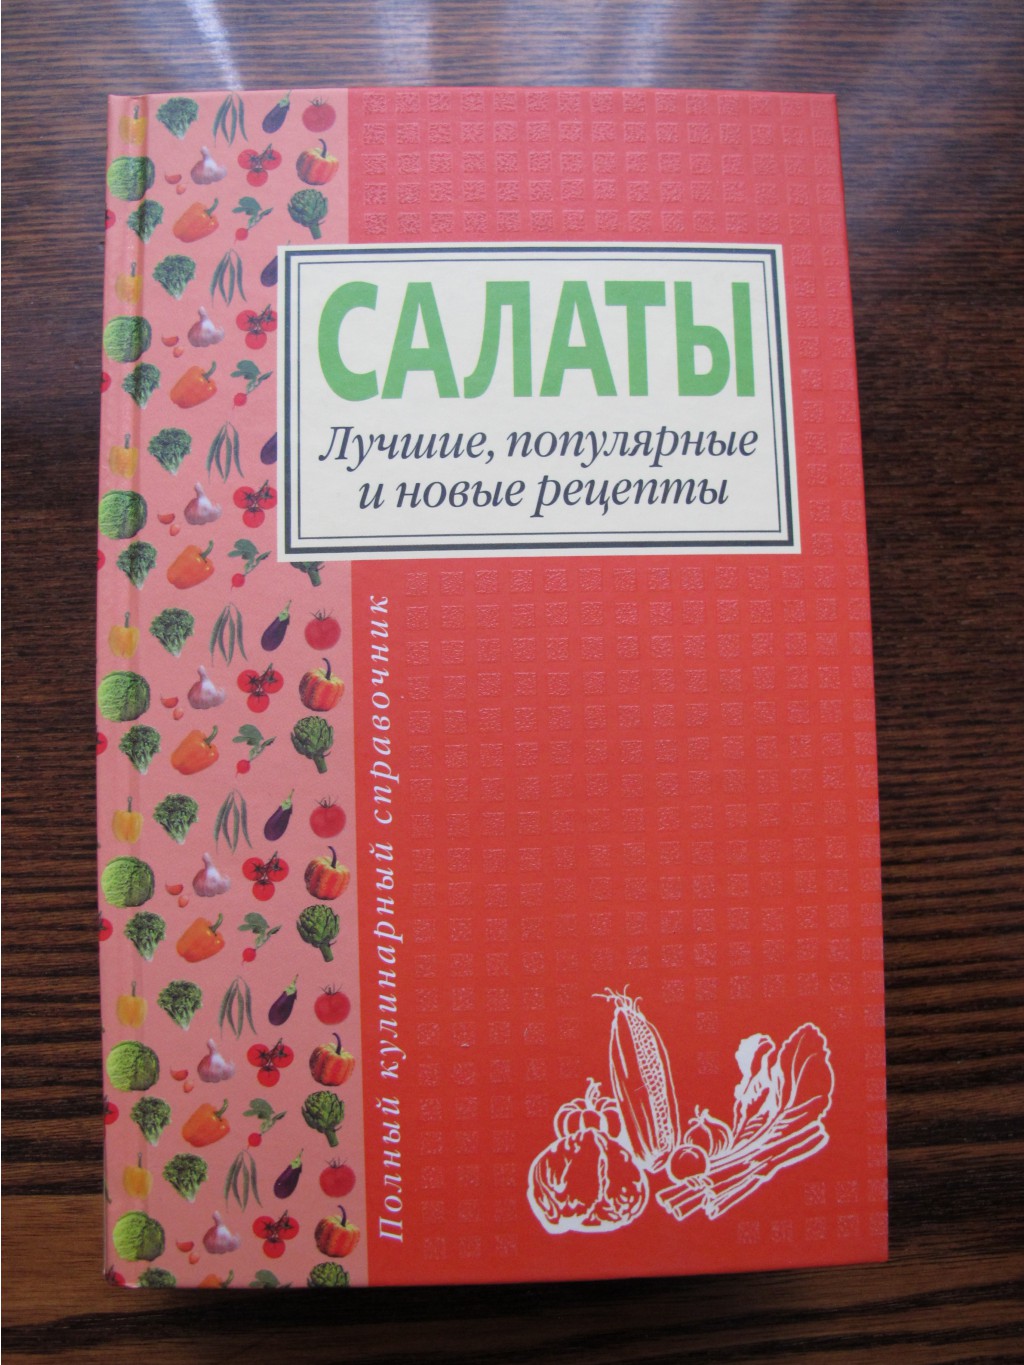 САЛАТЫ
Лучшие, популярные
и новые рецепты
Полный кулинарный справочник